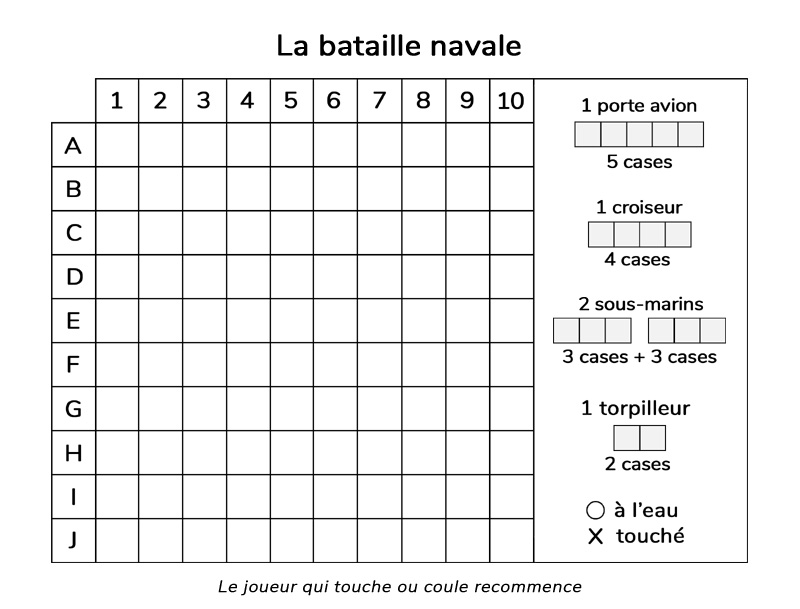 La bataille navale
1 2 3 4 5 6 7 8 9 10
A
B
C
D
E
F
G
H
I
J
1 porte avion
5 cases
1 croiseur
4 cases
2 sous-marins
3 cases + 3 cases
1 torpilleur
2 cases
à l'eau
touché
Le joueur qui touche ou coule recommence